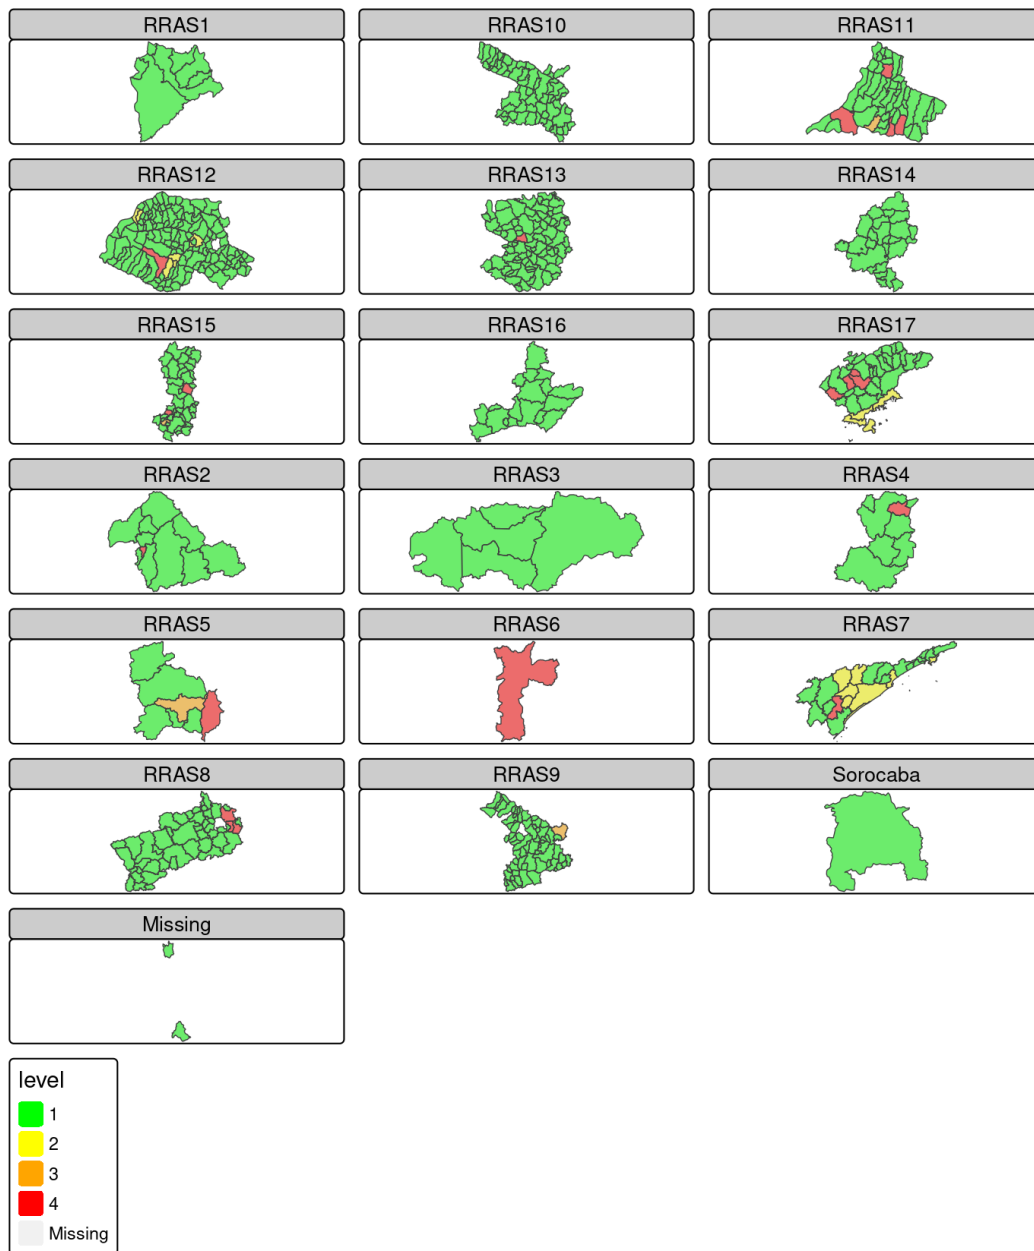 RRAS1
RRAS10
RRAS11
RRAS12
RRAS13
RRAS14
RRAS15
RRAS16
RRAS17
RRAS2
RRAS3
RRAS4
RRAS5
RRAS6
RRAS7
RRAS8
RRAS9
Sorocaba
Missing
level
1
2
3
4
Missing